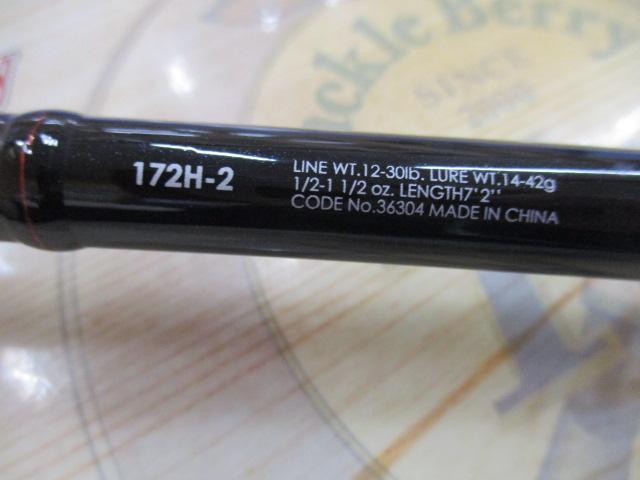 ackle Berry
SINCE
172H-2
LINE WT.12-30lb. LURE WT.14-42g
1/2-1 1/2 oz. LENGTH7'2''
CODE No.36304 MADE IN CHINA